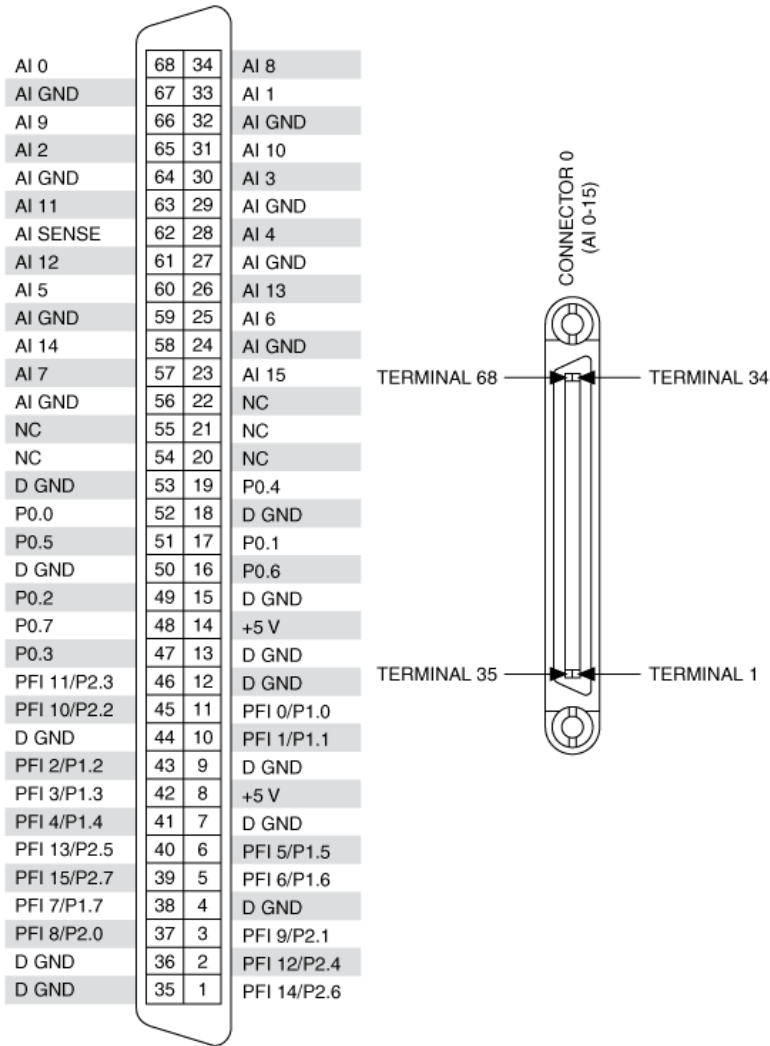 AI 0 68 34 AI 8
AI GND 67 33 AI 1
AI 9 66 32 AI GND
AI 2 65 31 AI 10
AI GND 64 30 AI 3
AI 11 63 29 AI GND
AI SENSE 62 28 AI 4
AI 12 61 27 AI GND
AI 5 60 26 AI 13
AI GND 59 25 AI 6
AI 14 58 24 AI GND
AI 7 57 23 AI 15
AI GND 56 22 NC
NC 55 21 NC
NC 54 20 NC
D GND 53 19 P0.4
P0.0 52 18 D GND
P0.5 51 17 P0.1
D GND 50 16 P0.6
P0.2 49 15 D GND
P0.7 48 14 +5 V
P0.3 47 13 D GND
PFI 11/P2.3 46 12 D GND
PFI 10/P2.2 45 11 PFI 0/P1.0
D GND 44 10 PFI 1/P1.1
PFI 2/P1.2 43 9 D GND
PFI 3/P1.3 42 8 +5 V
PFI 4/P1.4 41 7 D GND
PFI 13/P2.5 40 6 PFI 5/P1.5
PFI 15/P2.7 39 5 PFI 6/P1.6
PFI 7/P1.7 38 4 D GND
PFI 8/P2.0 37 3 PFI 9/P2.1
D GND 36 2 PFI 12/P2.4
D GND 35 1 PFI 14/P2.6
CONNECTOR 0
(AI 0-15)
TERMINAL 68 TERMINAL 34
TERMINAL 35 TERMINAL 1